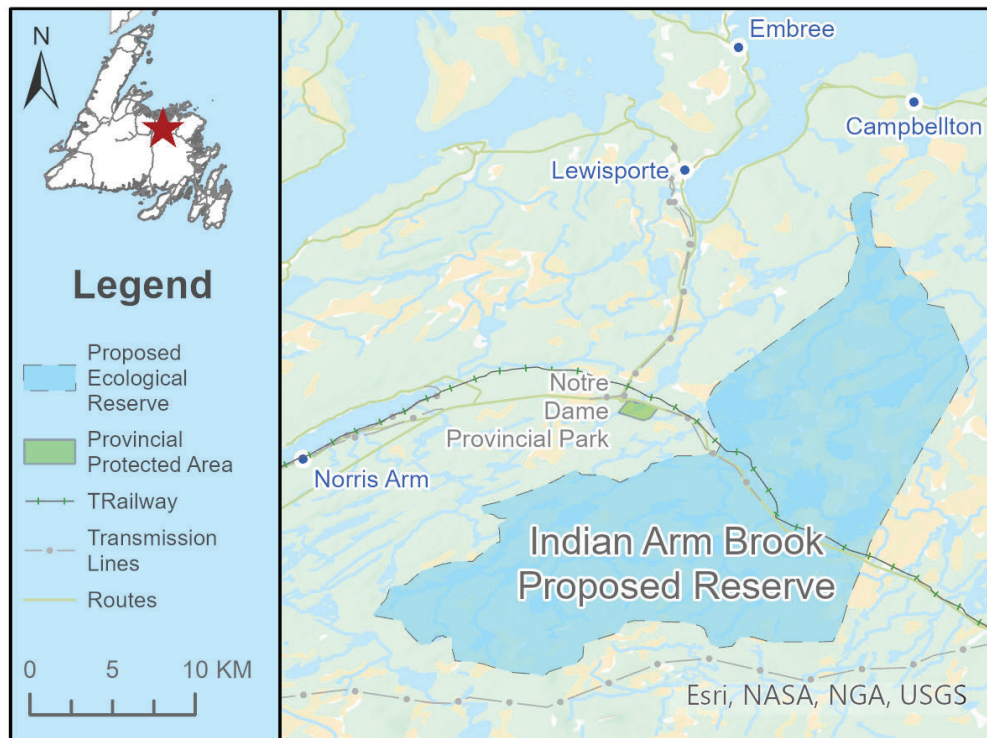 N
Legend
Proposed
Ecological
Reserve
Provincial
Protected Area
TRailway
Transmission
Lines
Routes
0 5 10 KM
Embree
Campbellton
Lewisporte
Notre
Dame
Provincial Park
Norris Arm
Indian Arm Brook
Proposed Reserve
Esri, NASA, NGA, USGS